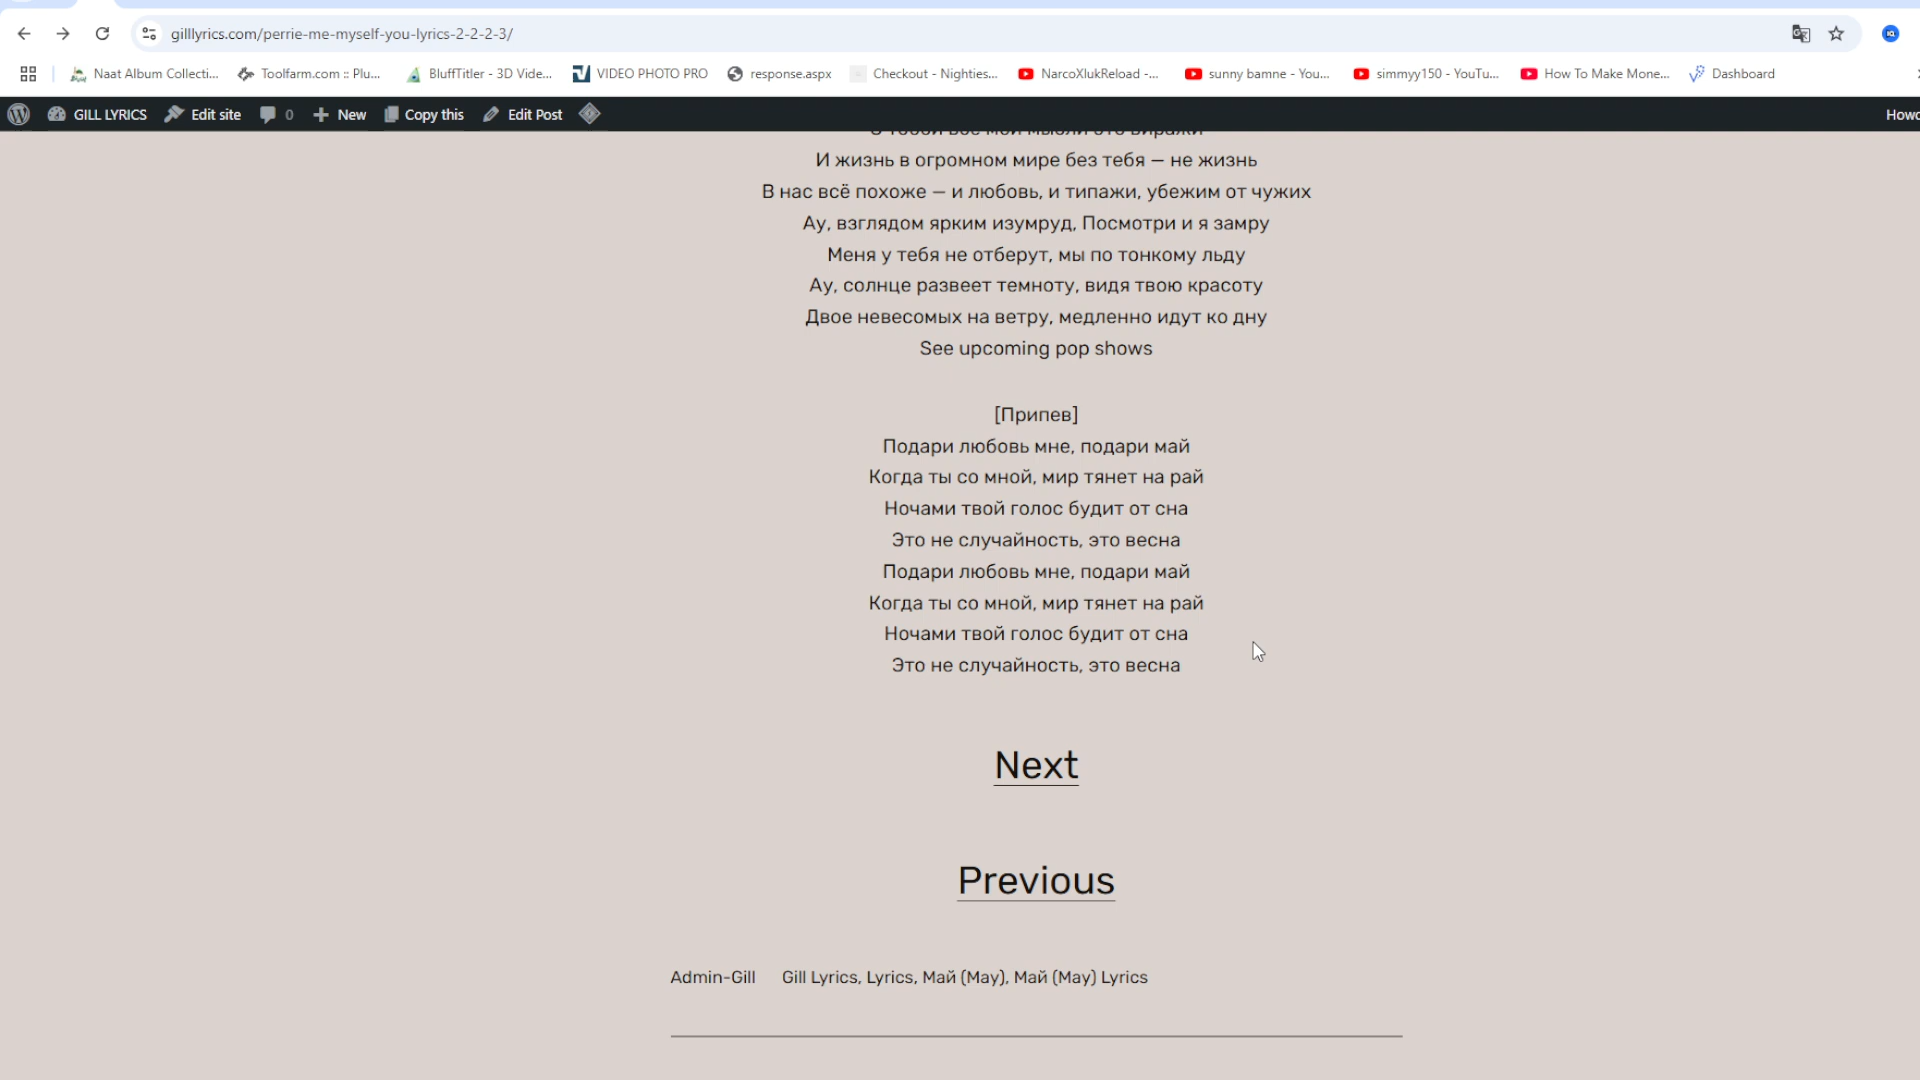 gilllyrics.com/perrie-me-myself-you-lyrics-2-2-2-3/
Naat Album Collecti... Toolfarm.com :: Plu... BluffTitler - 3D Vide... VIDEO PHOTO PRO response.aspx Checkout - Nighties... NarcoXlukReload -... sunny bamne - You... simmyy150 - YouTu... How To Make Mone... Dashboard
GILL LYRICS Edit site 0 New Copy this Edit Post Howd
И жизнь в огромном мире без тебя — не жизнь
В нас всё похоже — и любовь, и типажи, убежим от чужих
Ау, взглядом ярким изумруд, Посмотри и я замру
Меня у тебя не отберут, мы по тонкому льду
Ау, солнце развеет темноту, видя твою красоту
Двое невесомых на ветру, медленно идут ко дну
See upcoming pop shows
[Припев]
Подари любовь мне, подари май
Когда ты со мной, мир тянет на рай
Ночами твой голос будит от сна
Это не случайность, это весна
Подари любовь мне, подари май
Когда ты со мной, мир тянет на рай
Ночами твой голос будит от сна
Это не случайность, это весна
Next
Previous
Admin-Gill Gill Lyrics, Lyrics, Май (May), Май (May) Lyrics